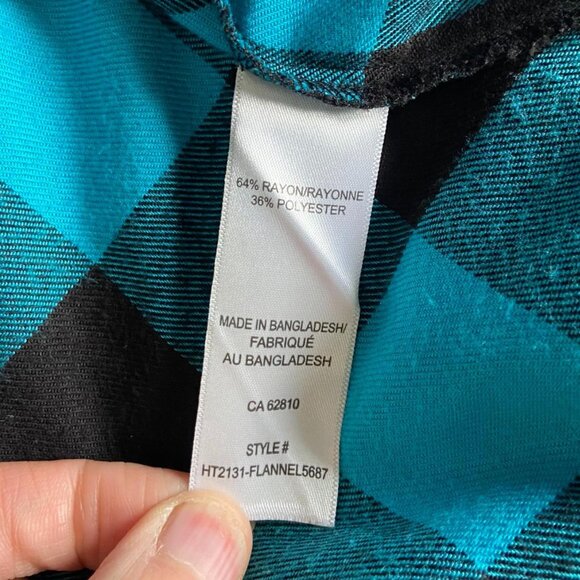 64% RAYON/RAYONNE
36% POLYESTER
MADE IN BANGLADESH/
FABRIQUÉ
AU BANGLADESH
CA 62810
STYLE #
HT2131-FLANNEL5687